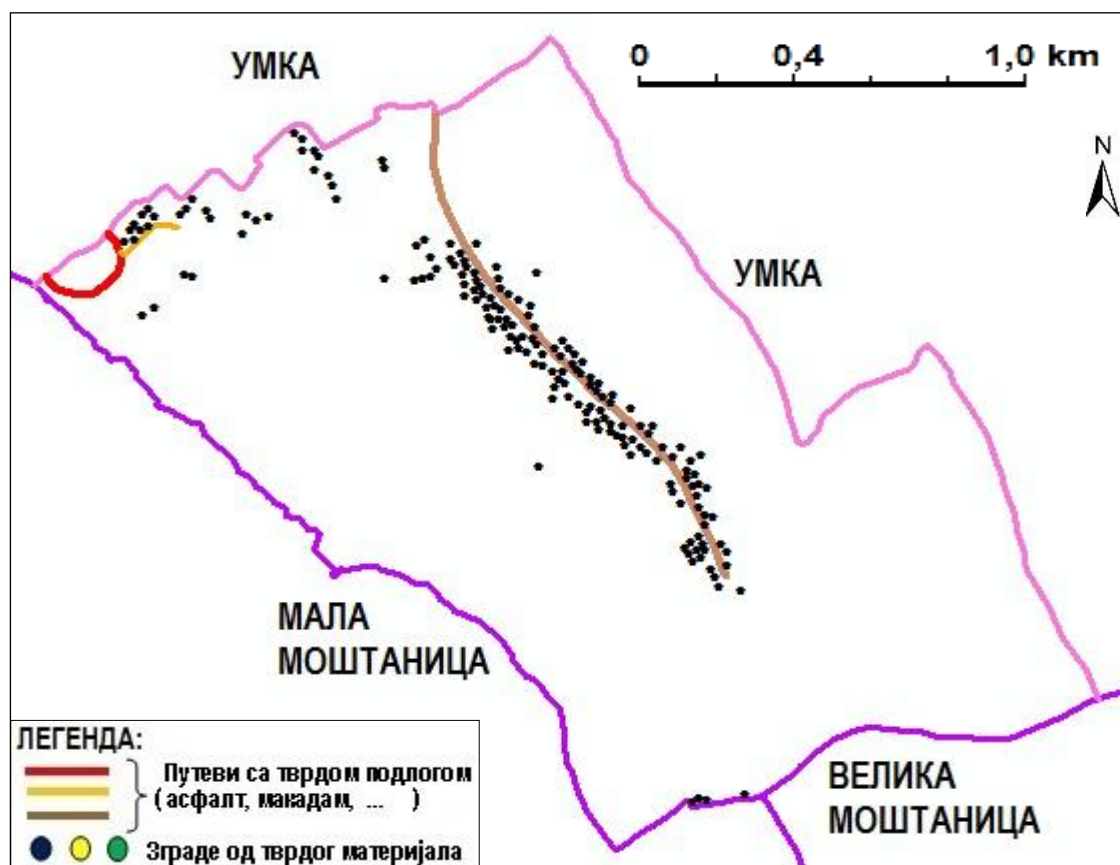 УМКА
0 0,4 1,0 km
N
УМКА
МАЛА
МОШТАНИЦА
ВЕЛИКА
МОШТАНИЦА
ЛЕГЕНДА:
Путеви са тврдом подлогом
( асфалт, макадам, ... )
Зграде од тврдог материјала